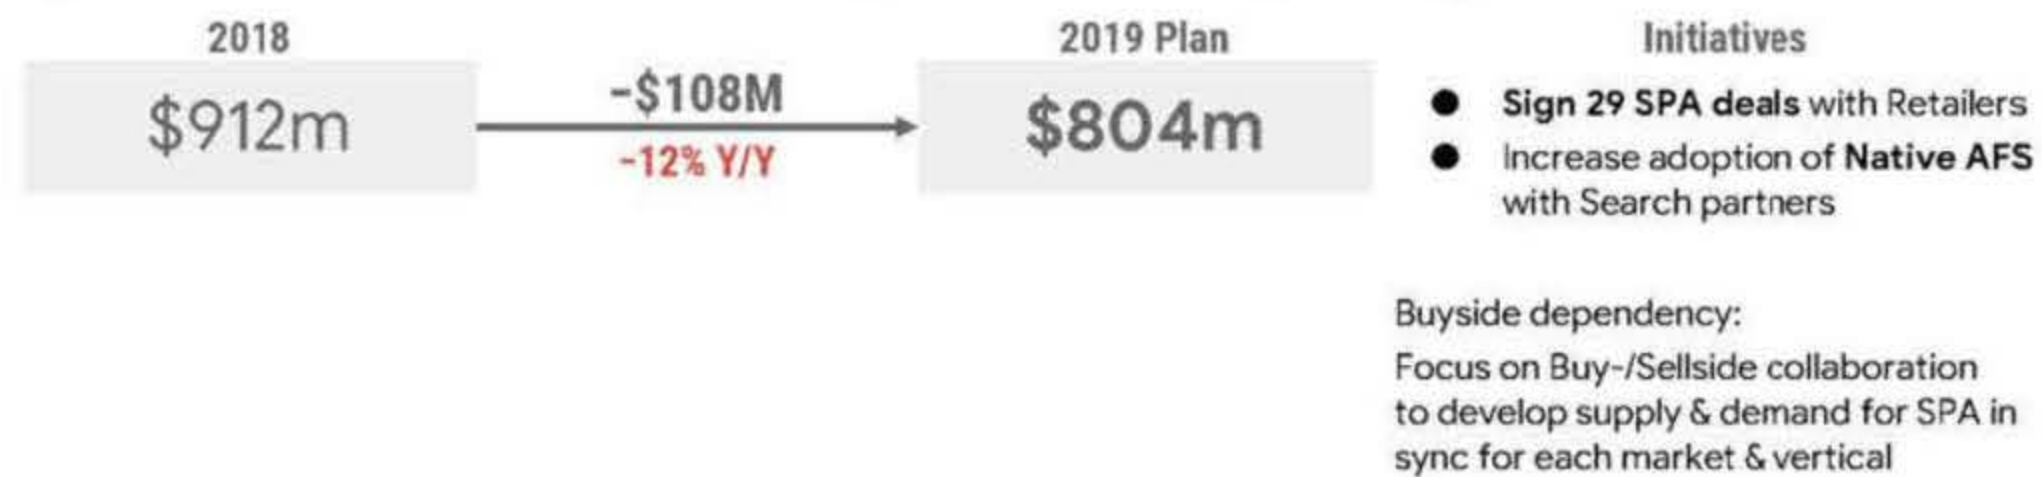 2018
$912m
-$108M
-12% Y/Y
2019 Plan
$804m
Initiatives
● Sign 29 SPA deals with Retailers
● Increase adoption of Native AFS
with Search partners
Buyside dependency:
Focus on Buy-/Sellside collaboration
to develop supply & demand for SPA in
sync for each market & vertical